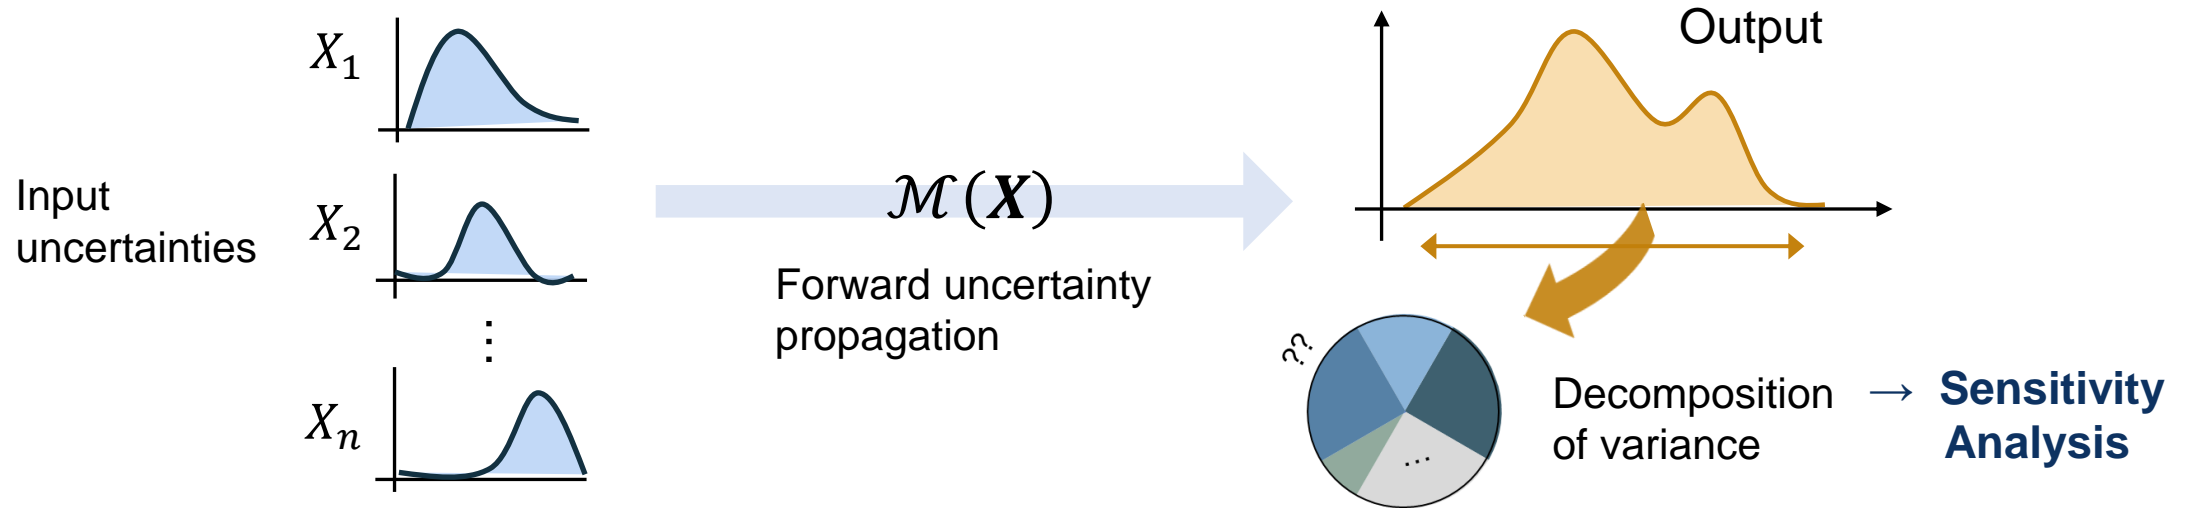 Input
uncertainties
X₁
X₂
⋮
Xₙ
ℳ(𝑿)
Forward uncertainty
propagation
Output
??
...
Decomposition
of variance
→ Sensitivity
Analysis